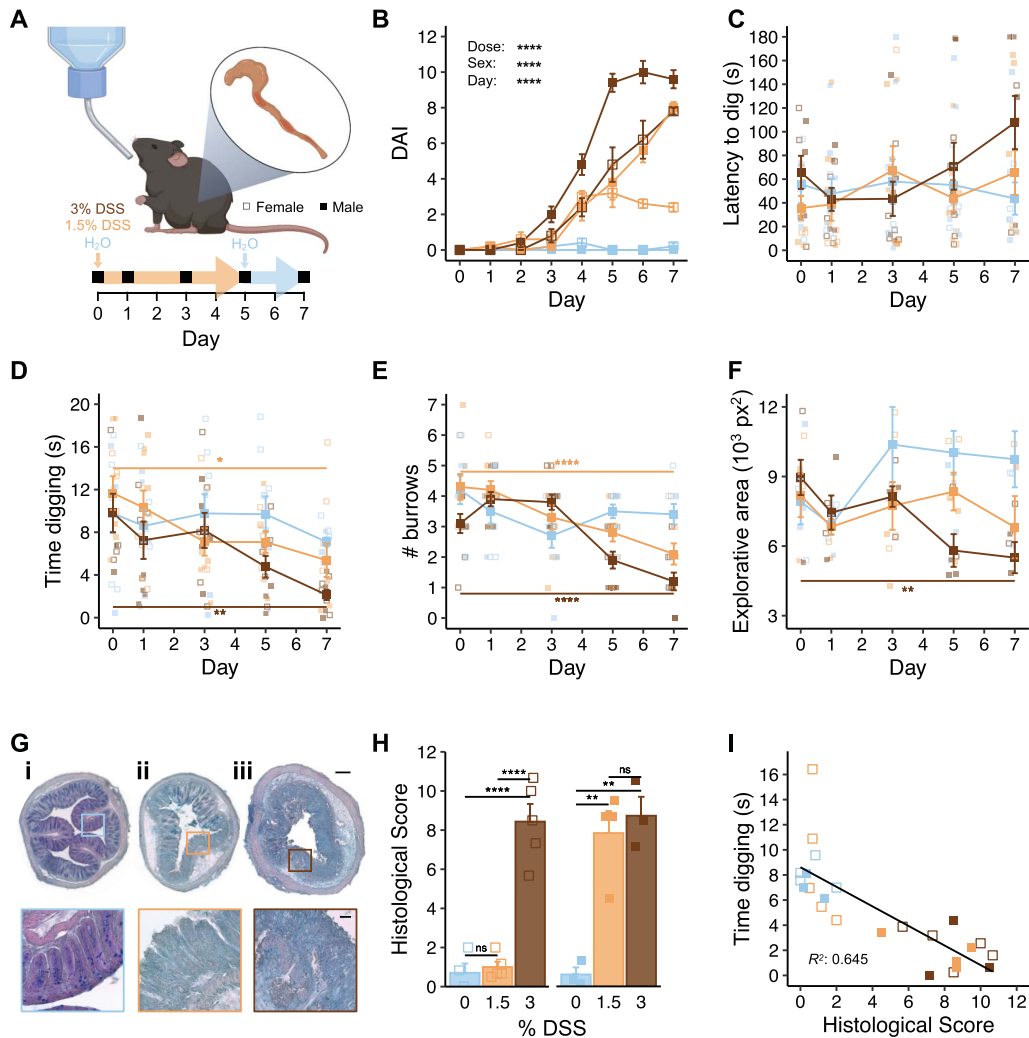 A
3% DSS
1.5% DSS
H₂O
H₂O
Female
Male
0 1 2 3 4 5 6 7
Day
B
Dose: ****
Sex: ****
Day: ****
DAI
12
10
8
6
4
2
0
0 1 2 3 4 5 6 7
Day
C
Latency to dig (s)
180
160
140
120
100
80
60
40
20
0
0 1 2 3 4 5 6 7
Day
D
Time digging (s)
20
16
12
8
4
0
*
**
0 1 2 3 4 5 6 7
Day
E
# burrows
7
6
5
4
3
2
1
0
****
****
0 1 2 3 4 5 6 7
Day
F
Explorative area (10³ px²)
12
9
6
3
**
0 1 2 3 4 5 6 7
Day
G
i ii iii
H
Histological Score
12
10
8
6
4
2
0
****
****
ns
ns
**
**
0 1.5 3 0 1.5 3
% DSS
I
Time digging (s)
16
14
12
10
8
6
4
2
0
R²: 0.645
0 2 4 6 8 10 12
Histological Score